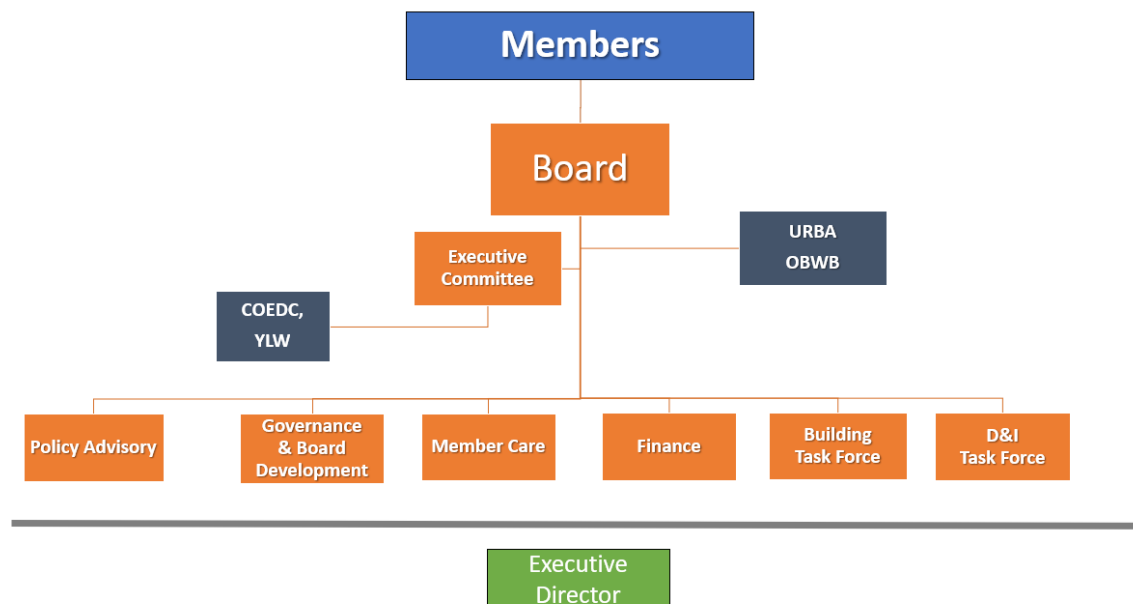 Members
Board
URBA
OBWB
Executive
Committee
COEDC,
YLW
Policy Advisory
Governance
& Board
Development
Member Care
Finance
Building
Task Force
D&I
Task Force
Executive
Director